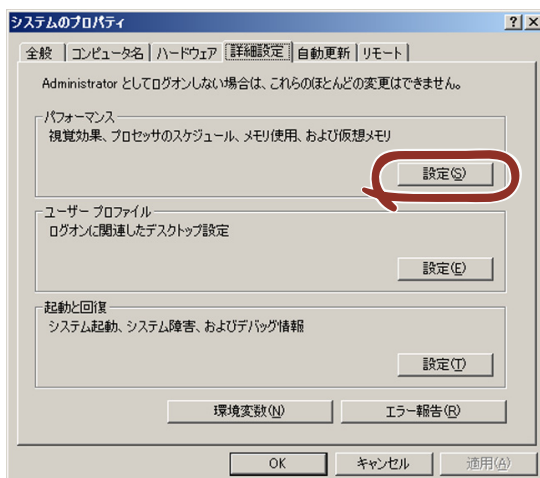 システムのプロパティ
全般 コンピュータ名 ハードウェア 詳細設定 自動更新 リモート
Administrator としてログオンしない場合は、これらのほとんどの変更はできません。
パフォーマンス
視覚効果、プロセッサのスケジュール、メモリ使用、および仮想メモリ
設定(S)
ユーザー プロファイル
ログオンに関連したデスクトップ設定
設定(E)
起動と回復
システム起動、システム障害、およびデバッグ情報
設定(T)
環境変数(N) エラー報告(R)
OK キャンセル 適用(A)